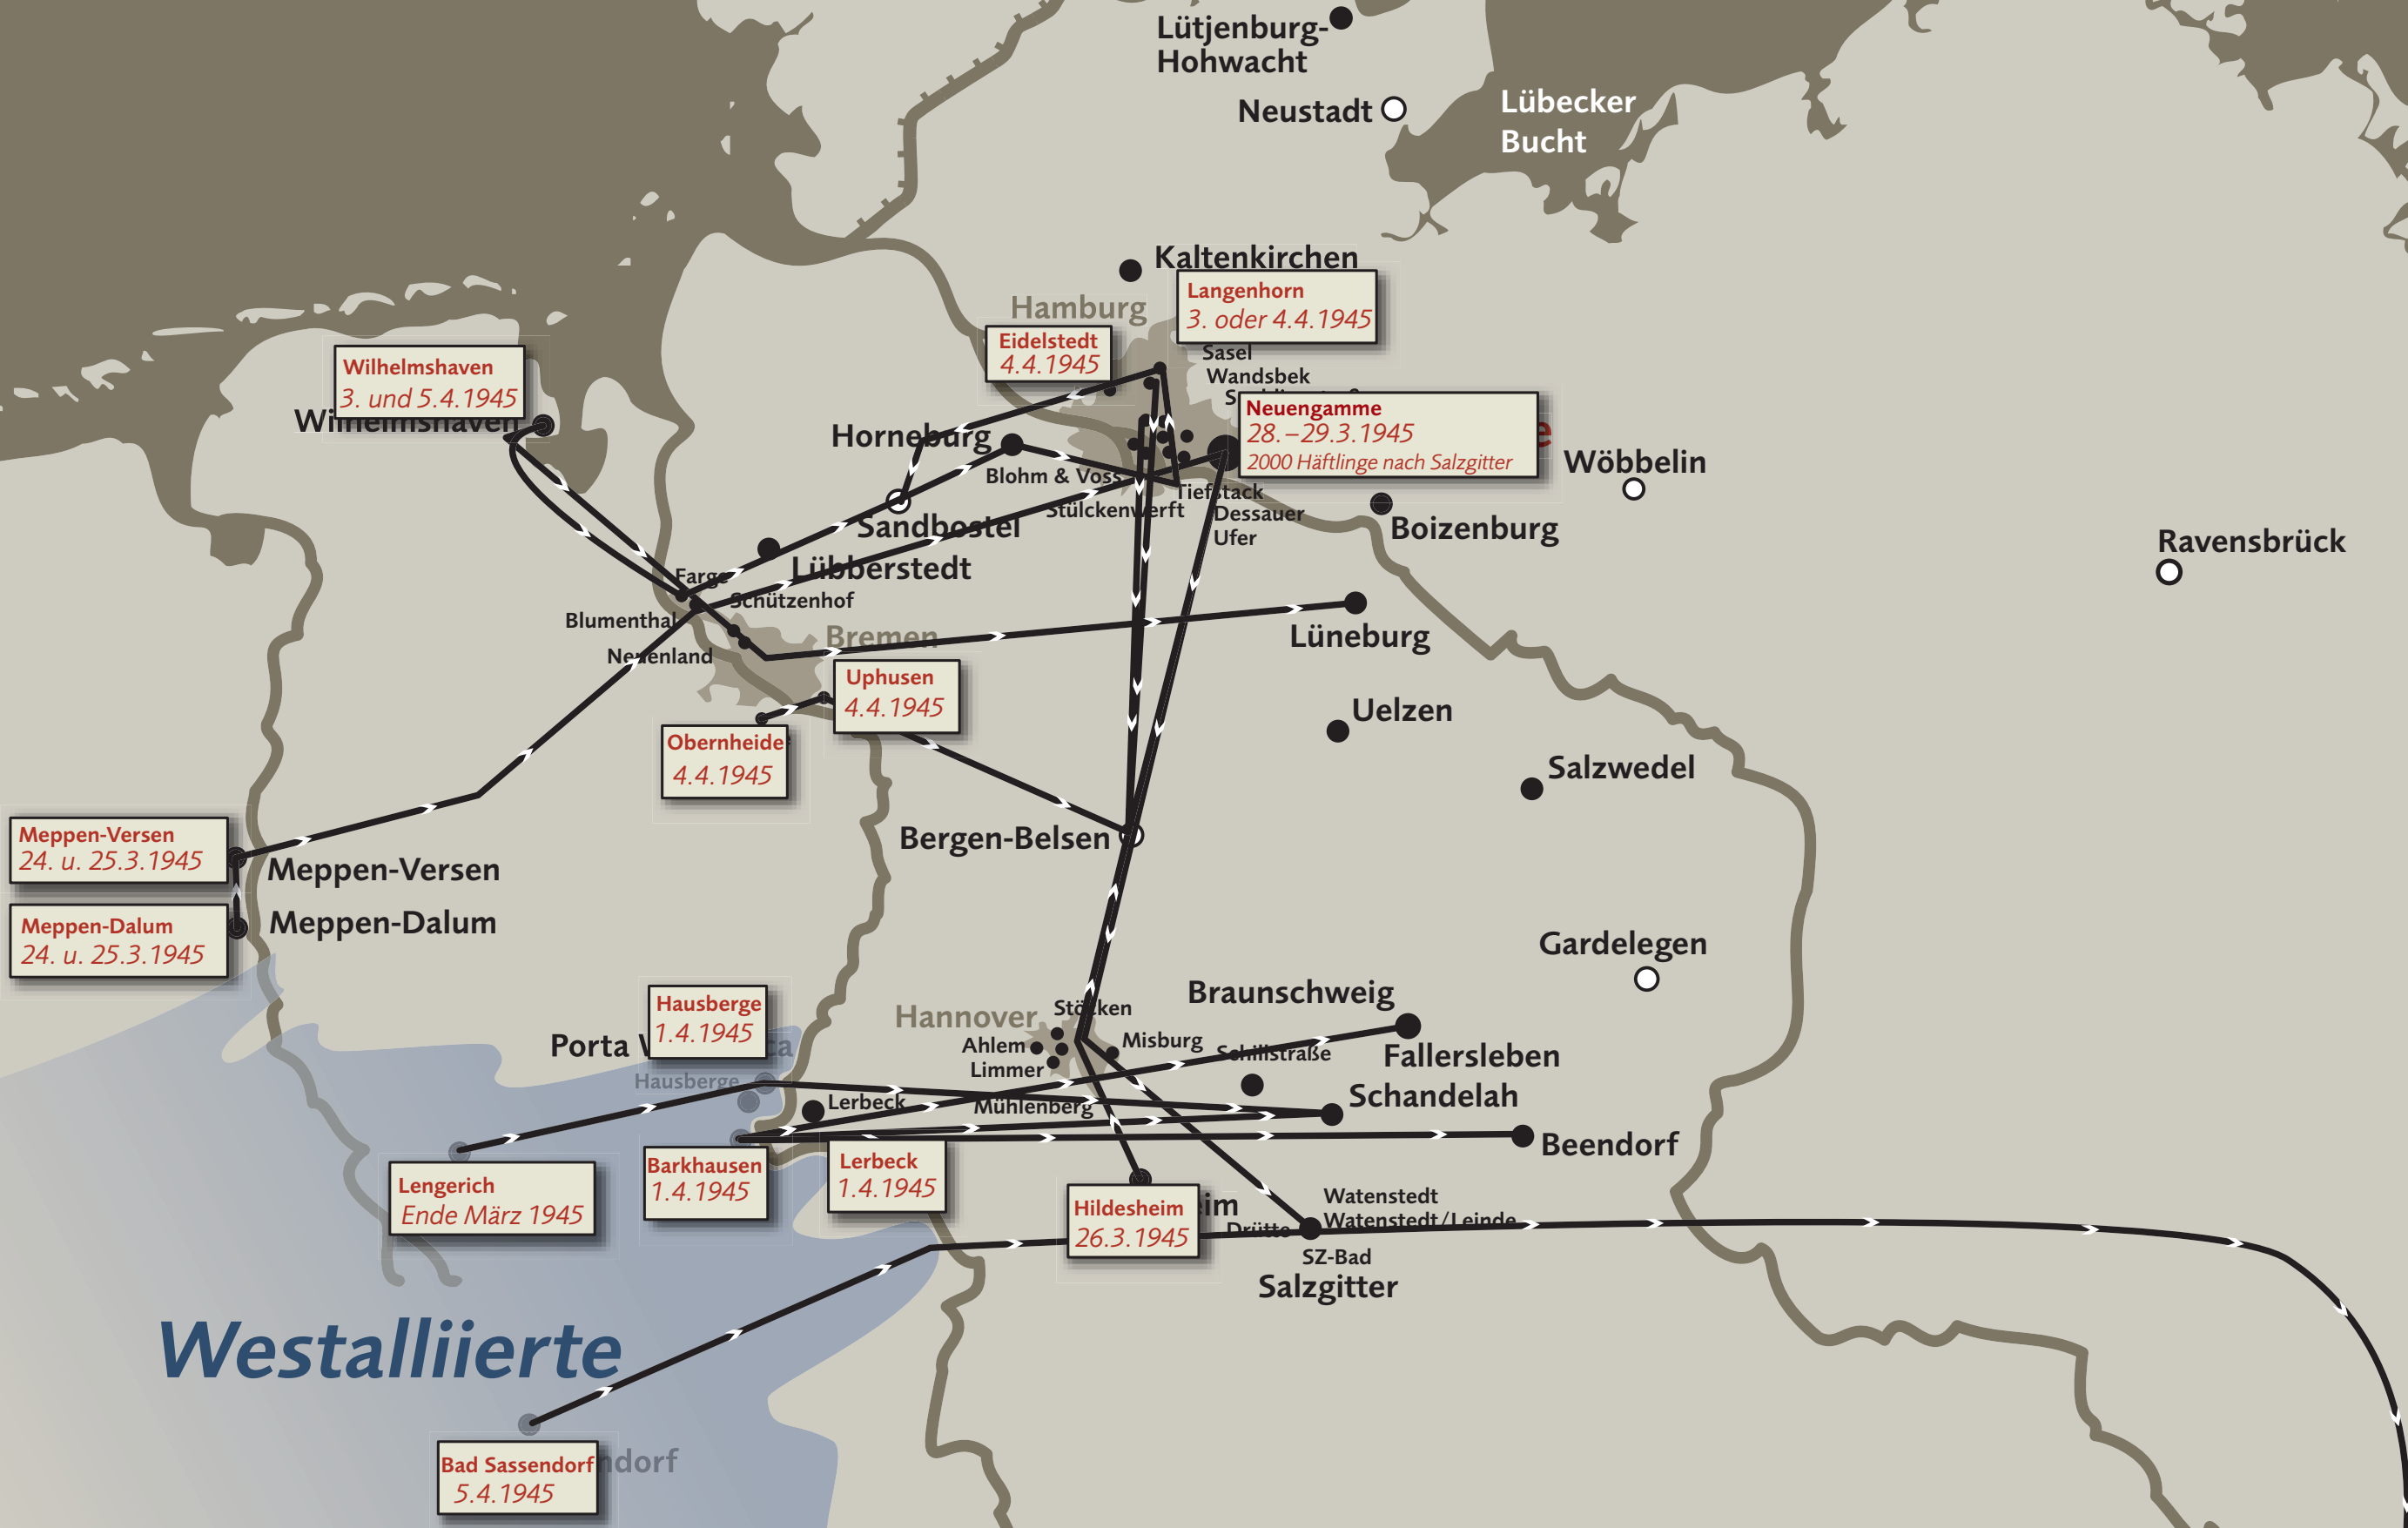 Lütjenburg-
Hohwacht
Neustadt
Lübecker
Bucht
Kaltenkirchen
Hamburg
Langenhorn
3. oder 4.4.1945
Eidelstedt
4.4.1945
Sasel
Wandsbek
Wilhelmshaven
3. und 5.4.1945
Wilhelmshaven
Neuengamme
28.–29.3.1945
2000 Häftlinge nach Salzgitter
e
Horneburg
Blohm & Voss
Wöbbelin
Tiefstack
Stülckenwerft
Dessauer
Ufer
Sandbostel
Boizenburg
Ravensbrück
Lübberstedt
Farge
Schützenhof
Blumenthal
Bremen
Neuenland
Lüneburg
Uphusen
4.4.1945
Obernheide
4.4.1945
Uelzen
Salzwedel
Meppen-Versen
24. u. 25.3.1945
Meppen-Versen
Bergen-Belsen
Meppen-Dalum
24. u. 25.3.1945
Meppen-Dalum
Gardelegen
Hausberge
1.4.1945
Porta
ca
Hausberge
Hannover
Stöcken
Ahlem
Limmer
Misburg
Mühlenberg
Braunschweig
Schillstraße
Fallersleben
Schandelah
Lerbeck
Beendorf
Barkhausen
1.4.1945
Lerbeck
1.4.1945
Lengerich
Ende März 1945
Hildesheim
26.3.1945
eim
Watenstedt
Watenstedt/Leinde
Drütte
SZ-Bad
Salzgitter
Westalliierte
Bad Sassendorf
5.4.1945
ndorf